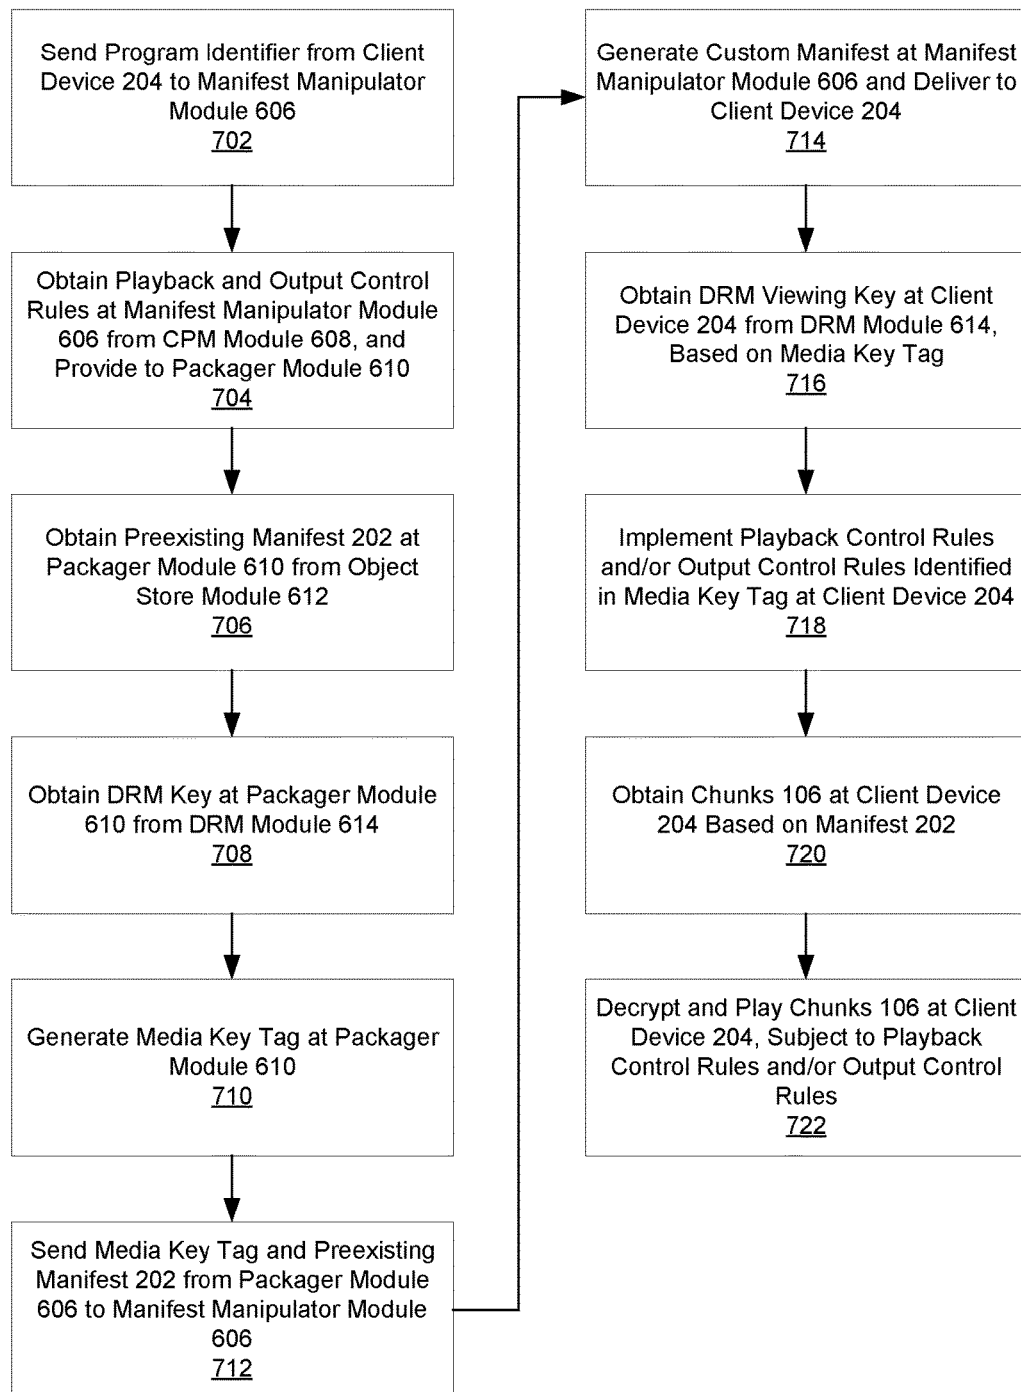 Send Program Identifier from Client
Device 204 to Manifest Manipulator
Module 606
702
Obtain Playback and Output Control
Rules at Manifest Manipulator Module
606 from CPM Module 608, and
Provide to Packager Module 610
704
Obtain Preexisting Manifest 202 at
Packager Module 610 from Object
Store Module 612
706
Obtain DRM Key at Packager Module
610 from DRM Module 614
708
Generate Media Key Tag at Packager
Module 610
710
Send Media Key Tag and Preexisting
Manifest 202 from Packager Module
606 to Manifest Manipulator Module
606
712
Generate Custom Manifest at Manifest
Manipulator Module 606 and Deliver to
Client Device 204
714
Obtain DRM Viewing Key at Client
Device 204 from DRM Module 614,
Based on Media Key Tag
716
Implement Playback Control Rules
and/or Output Control Rules Identified
in Media Key Tag at Client Device 204
718
Obtain Chunks 106 at Client Device
204 Based on Manifest 202
720
Decrypt and Play Chunks 106 at Client
Device 204, Subject to Playback
Control Rules and/or Output Control
Rules
722